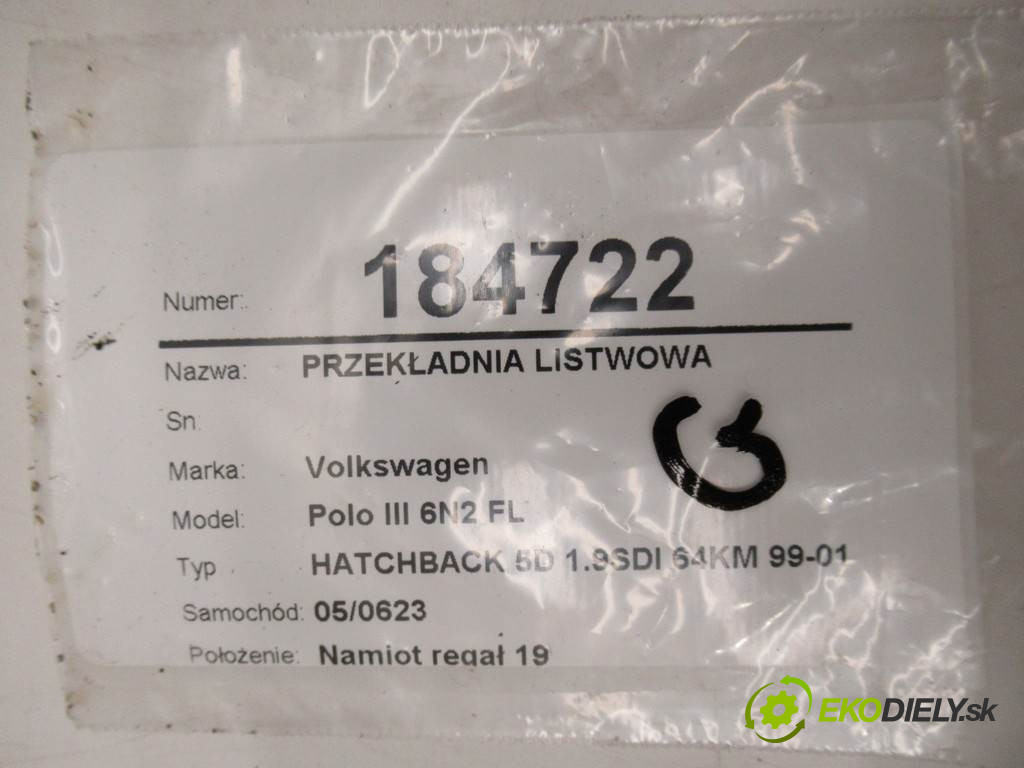 Numer: 184722
Nazwa: PRZEKŁADNIA LISTWOWA
Sn:
Marka: Volkswagen
Model: Polo III 6N2 FL
Typ HATCHBACK 5D 1.9SDI 64KM 99-01
Samochód: 05/0623
Położenie: Namiot regał 19
EKODIELY.sk